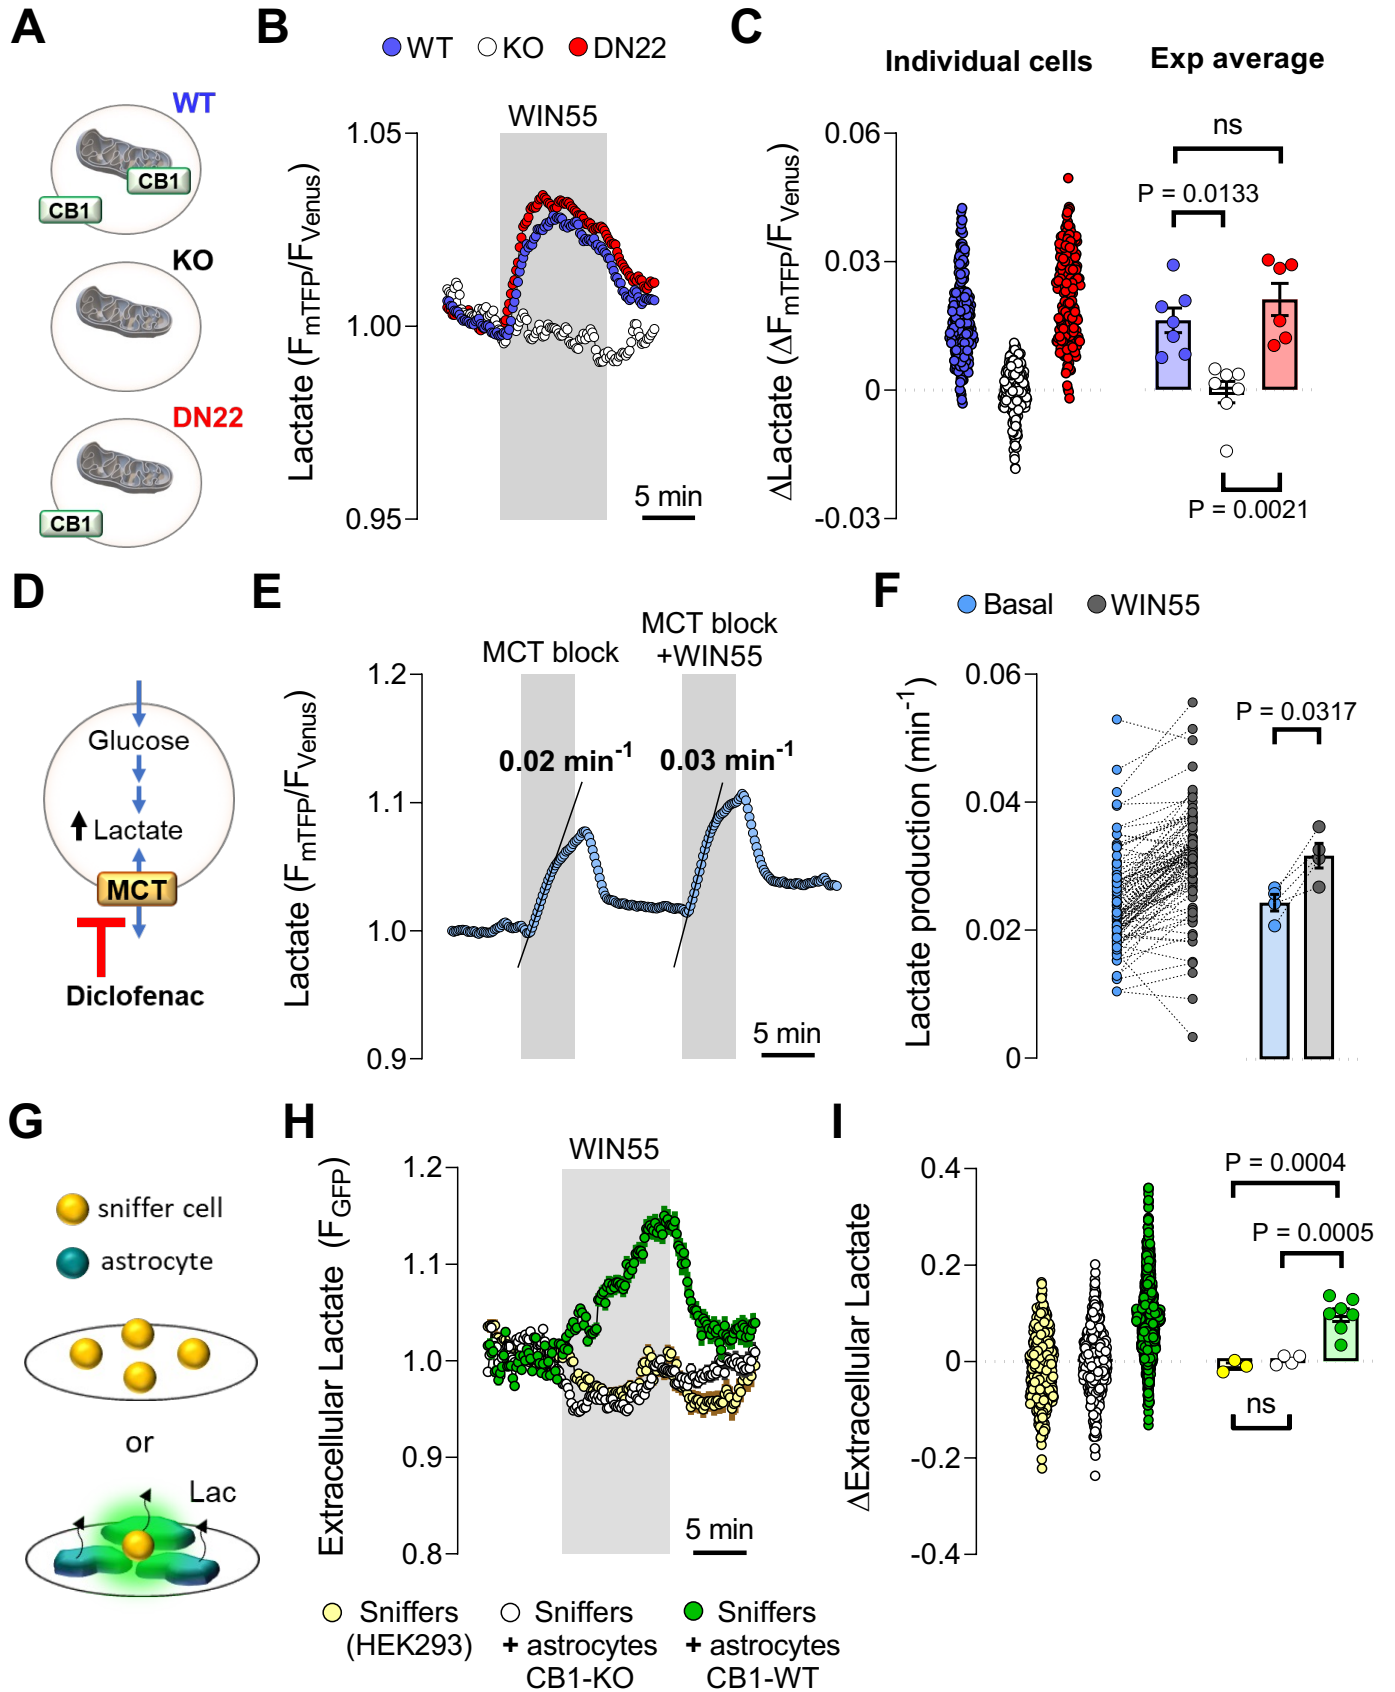 A
WT
CB1
CB1
KO
DN22
CB1
B
WT KO DN22
WIN55
Lactate (FmTFP/FVenus)
1.05
1.00
0.95
5 min
C
Individual cells
Exp average
ΔLactate (ΔFmTFP/FVenus)
0.06
0.03
0
-0.03
ns
P = 0.0133
P = 0.0021
D
Glucose
Lactate
MCT
Diclofenac
E
MCT block
MCT block
+WIN55
Lactate (FmTFP/FVenus)
1.2
1.1
1.0
0.9
0.02 min-1
0.03 min-1
5 min
F
Basal WIN55
Lactate production (min-1)
0.06
0.04
0.02
0
P = 0.0317
G
sniffer cell
astrocyte
or
Lac
H
WIN55
Extracellular Lactate (FGFP)
1.2
1.1
1.0
0.9
0.8
5 min
Sniffers
(HEK293)
Sniffers
+ astrocytes
CB1-KO
Sniffers
+ astrocytes
CB1-WT
I
ΔExtracellular Lactate
0.4
0.2
0
-0.2
-0.4
P = 0.0004
P = 0.0005
ns